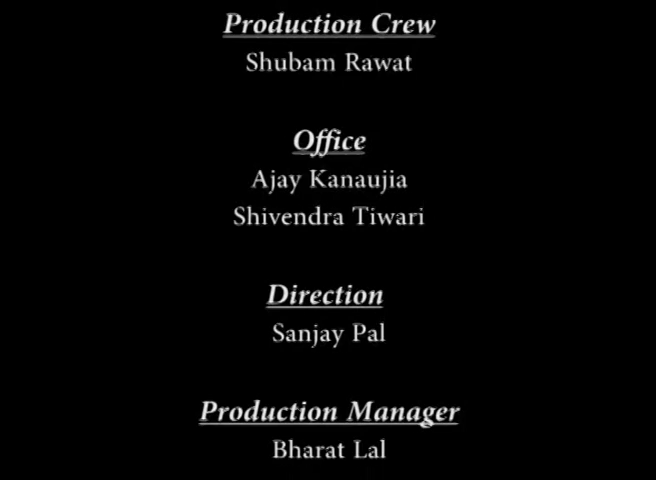 Production Crew
Shubam Rawat
Office
Ajay Kanaujia
Shivendra Tiwari
Direction
Sanjay Pal
Production Manager
Bharat Lal